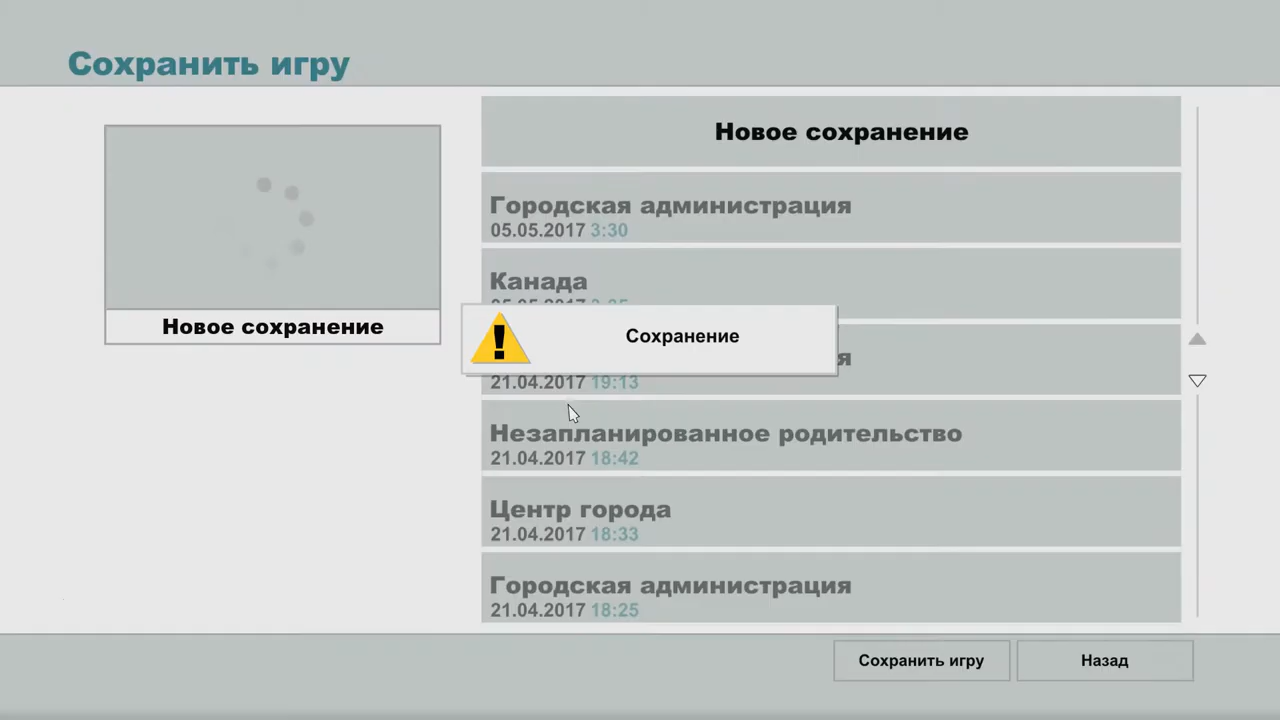 Сохранить игру
Новое сохранение
Новое сохранение
Городская администрация
05.05.2017 3:30
Канада
Сохранение
21.04.2017 19:13
Незапланированное родительство
21.04.2017 18:42
Центр города
21.04.2017 18:33
Городская администрация
21.04.2017 18:25
Сохранить игру
Назад